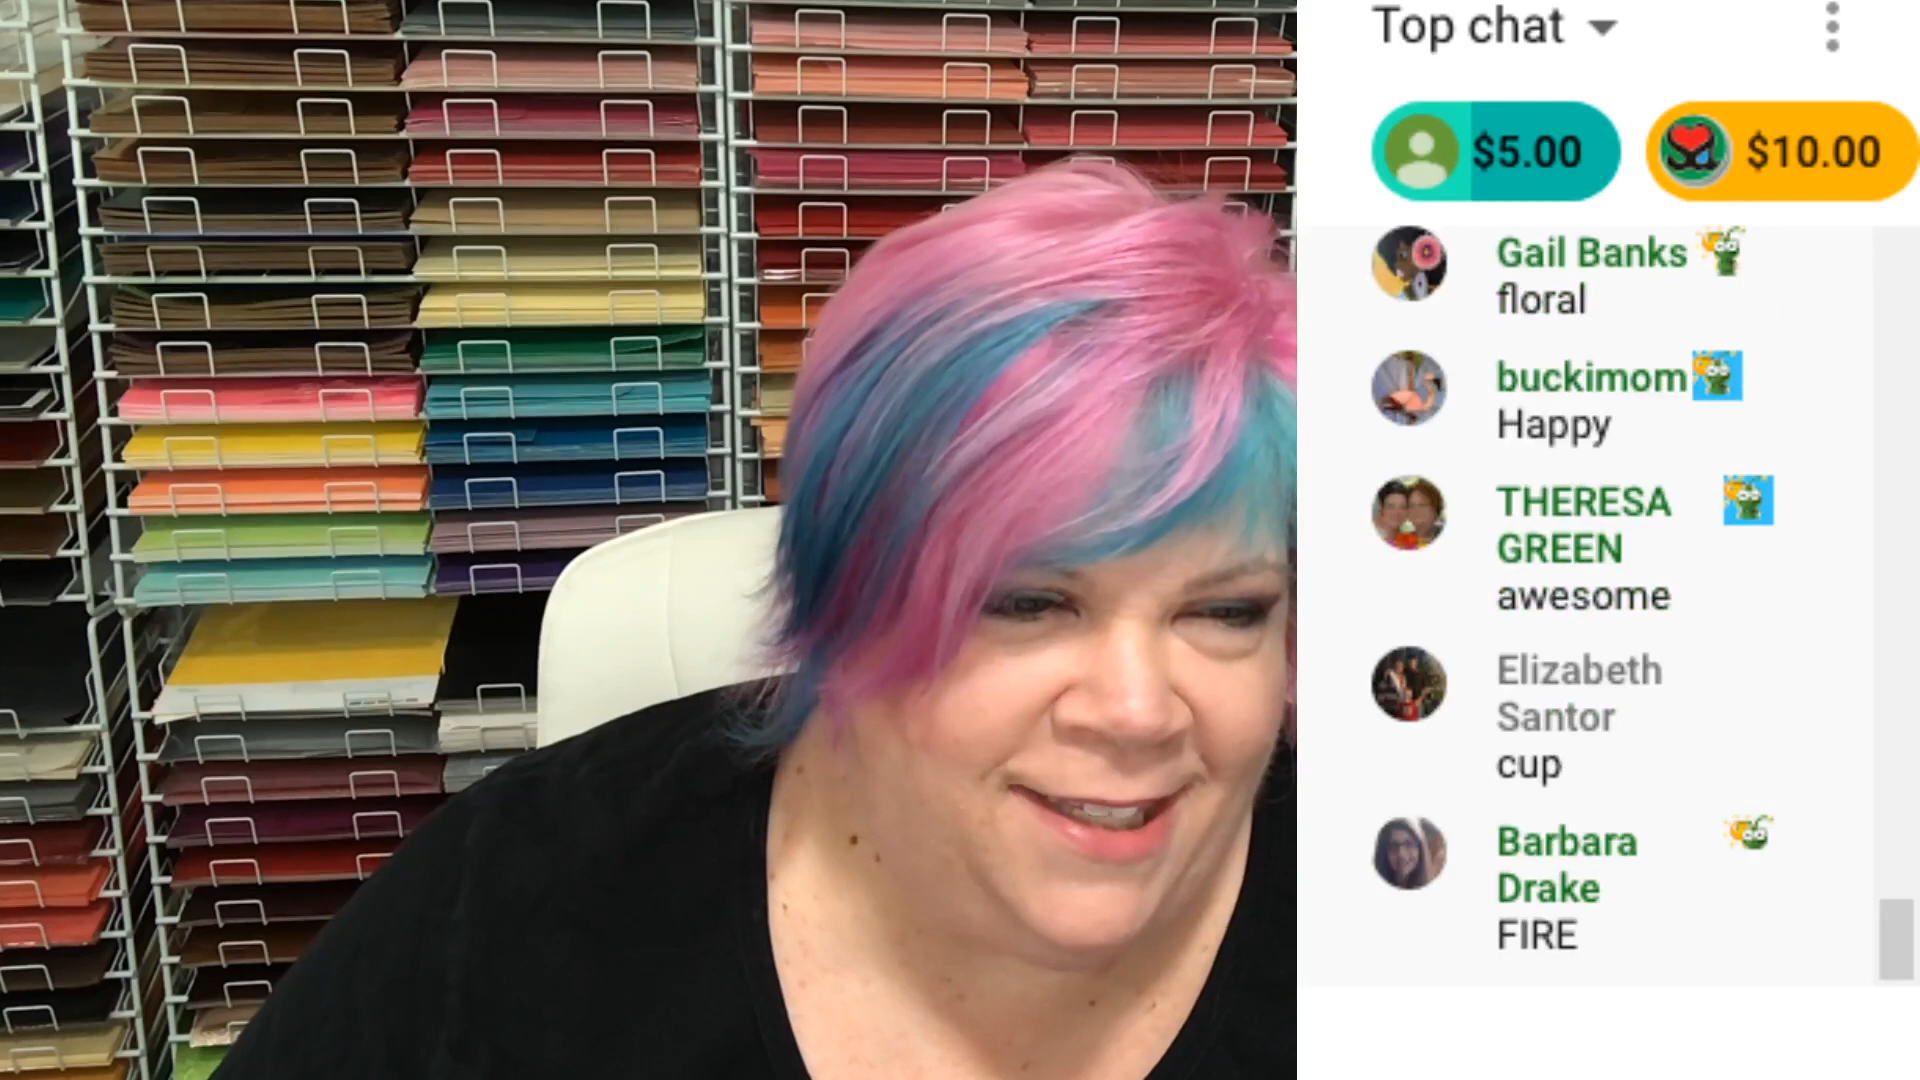 Top chat
$5.00 $10.00
Gail Banks
floral
buckimom
Happy
THERESA
GREEN
awesome
Elizabeth
Santor
cup
Barbara
Drake
FIRE